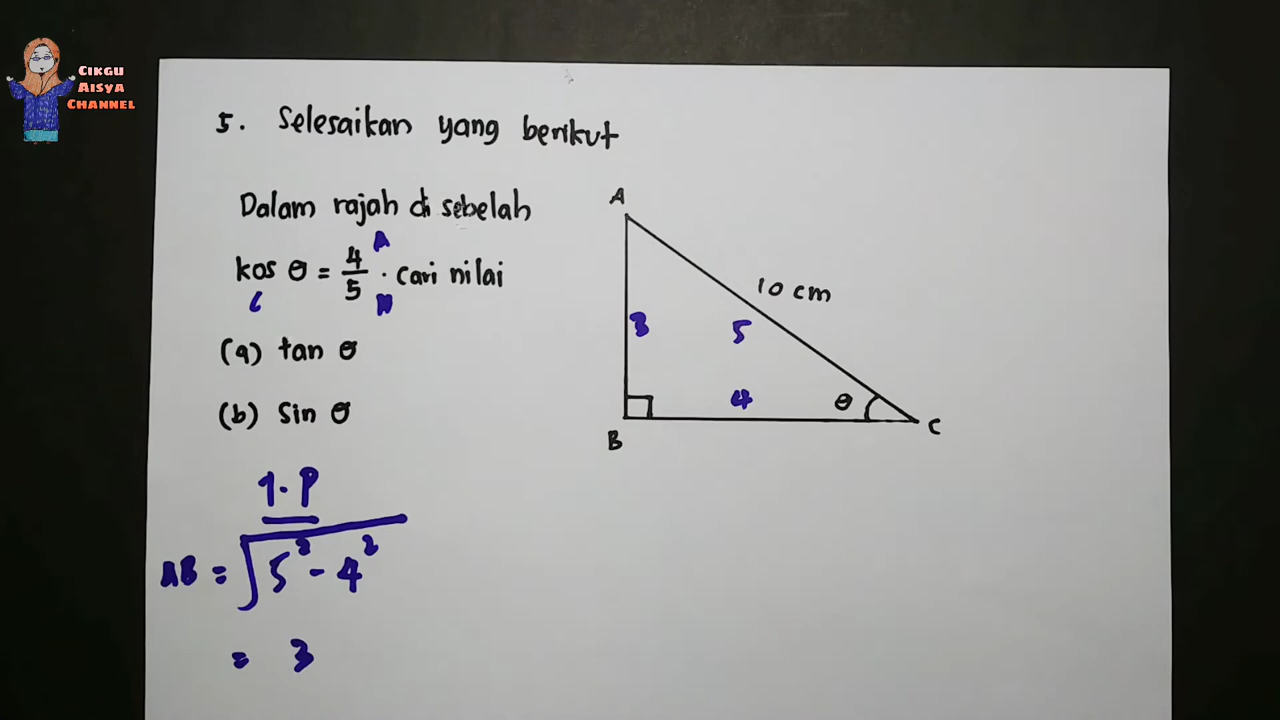 CIKGU
AISYA
CHANNEL
5. Selesaikan yang berikut
Dalam rajah di sebelah
A
kos θ = 4/5 . cari nilai
C H
(a) tan θ
(b) sin θ
T.P
AB = √5² - 4²
= 3
A
10 cm
3 5
4 θ
B C